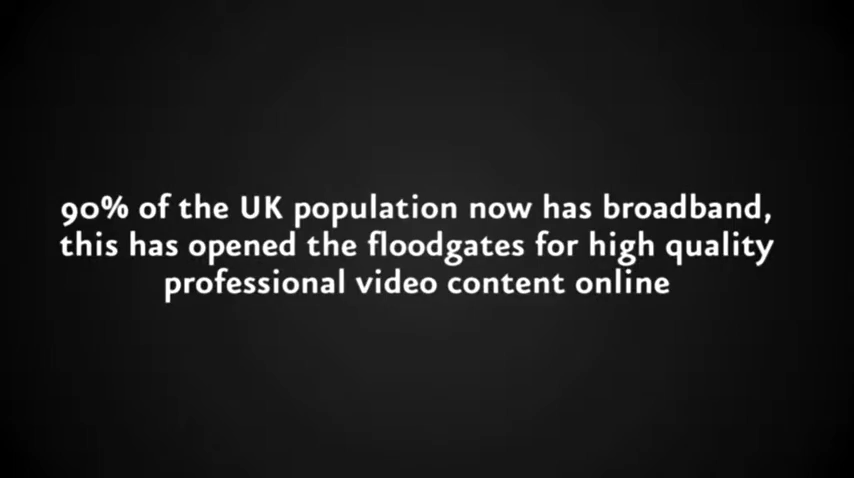 90% of the UK population now has broadband,
this has opened the floodgates for high quality
professional video content online